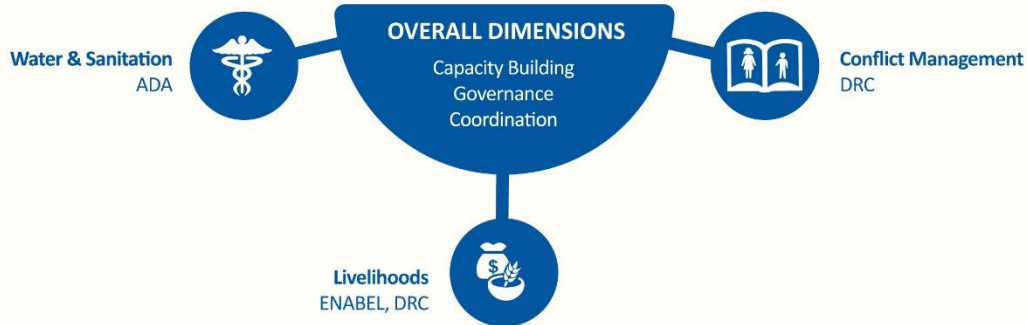 OVERALL DIMENSIONS
Capacity Building
Governance
Coordination
Water & Sanitation
ADA
Conflict Management
DRC
$
Livelihoods
ENABEL, DRC